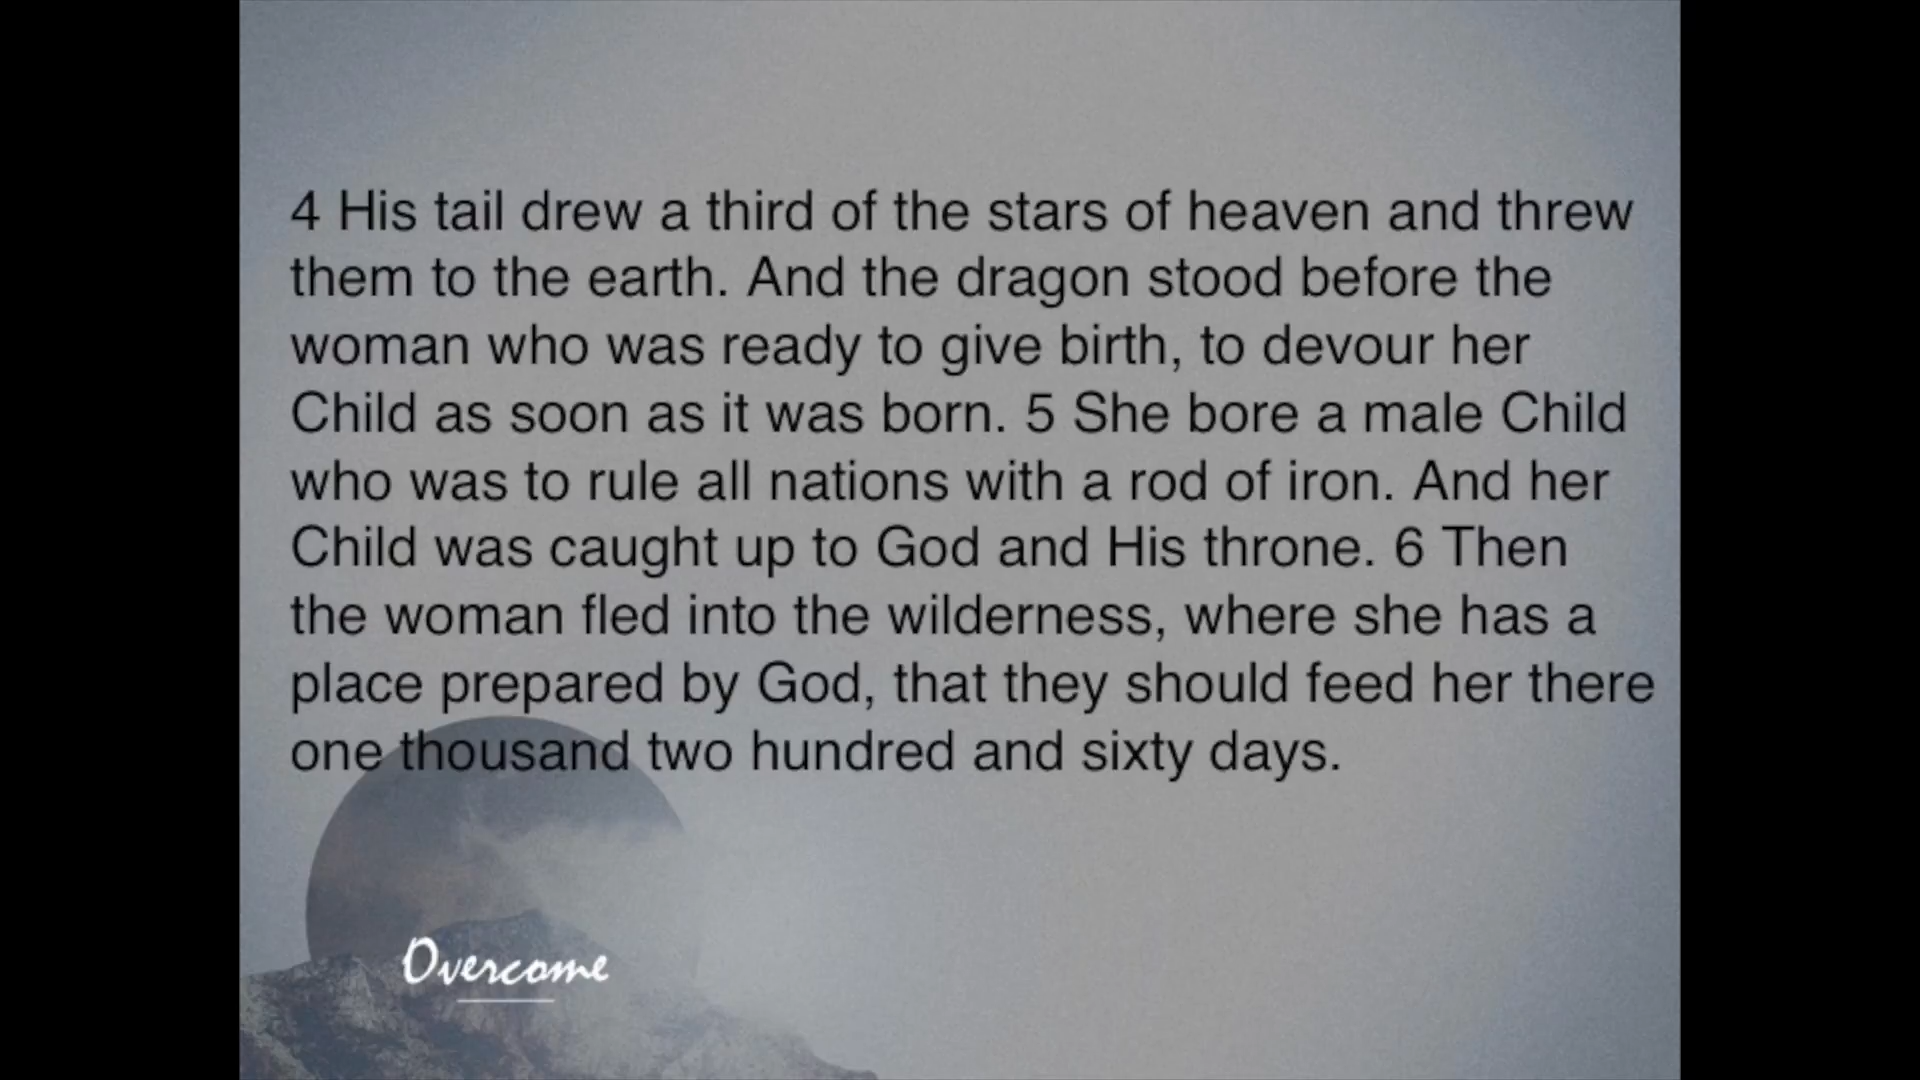 4 His tail drew a third of the stars of heaven and threw
them to the earth. And the dragon stood before the
woman who was ready to give birth, to devour her
Child as soon as it was born. 5 She bore a male Child
who was to rule all nations with a rod of iron. And her
Child was caught up to God and His throne. 6 Then
the woman fled into the wilderness, where she has a
place prepared by God, that they should feed her there
one thousand two hundred and sixty days.
Overcome